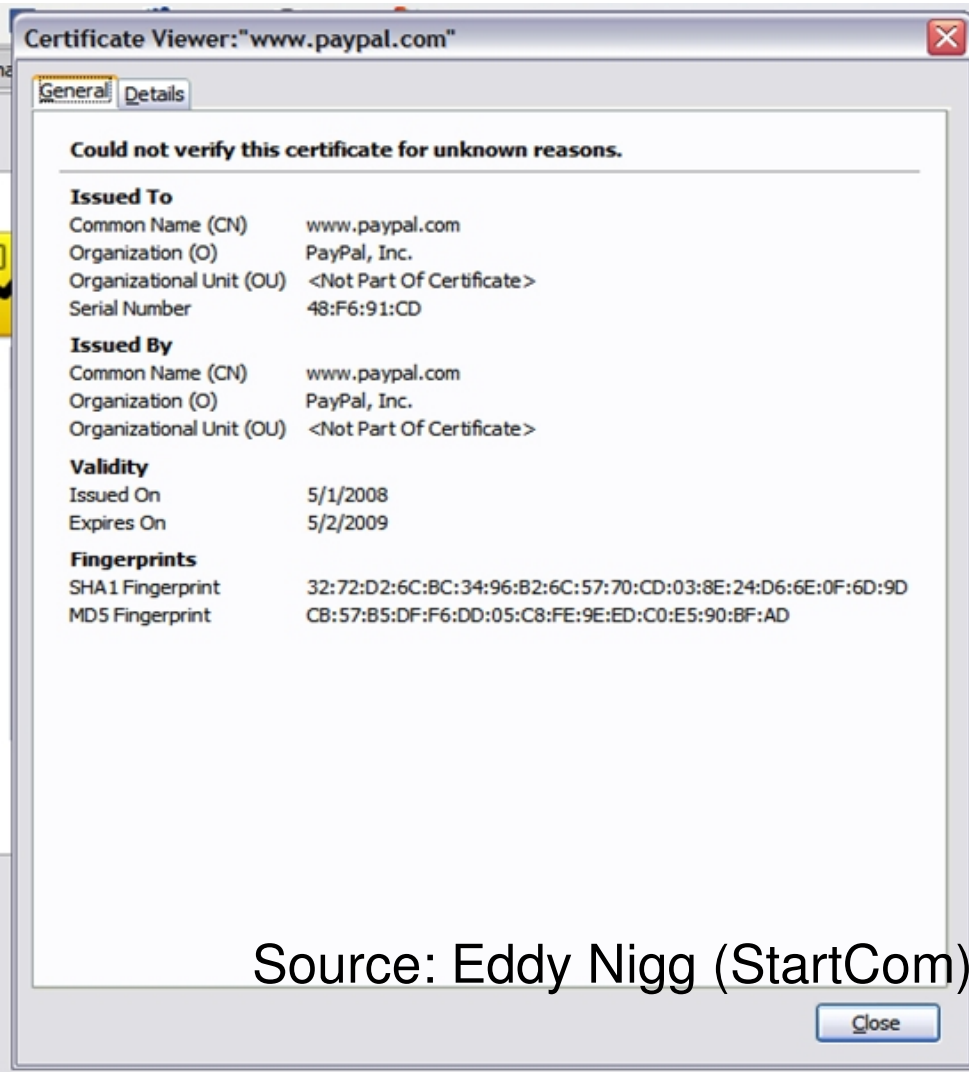 Certificate Viewer:"www.paypal.com"
General Details
Could not verify this certificate for unknown reasons.
Issued To
Common Name (CN) www.paypal.com
Organization (O) PayPal, Inc.
Organizational Unit (OU) <Not Part Of Certificate>
Serial Number 48:F6:91:CD
Issued By
Common Name (CN) www.paypal.com
Organization (O) PayPal, Inc.
Organizational Unit (OU) <Not Part Of Certificate>
Validity
Issued On 5/1/2008
Expires On 5/2/2009
Fingerprints
SHA1 Fingerprint 32:72:D2:6C:BC:34:96:B2:6C:57:70:CD:03:8E:24:D6:6E:0F:6D:9D
MD5 Fingerprint CB:57:B5:DF:F6:DD:05:C8:FE:9E:ED:C0:E5:90:BF:AD
Source: Eddy Nigg (StartCom)
Close